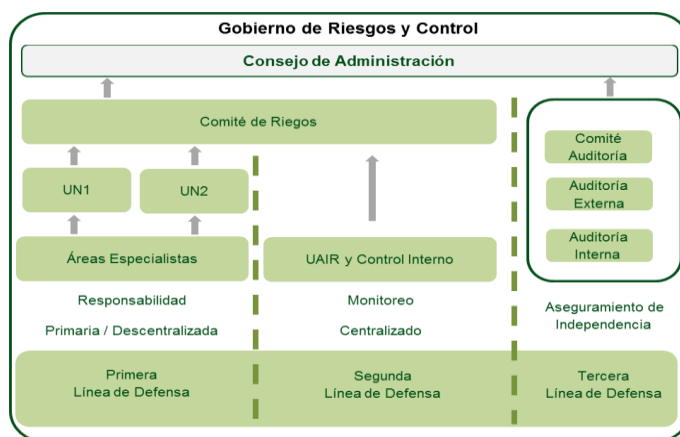 Gobierno de Riesgos y Control
Consejo de Administración
Comité de Riegos
UN1
UN2
Áreas Especialistas
UAIR y Control Interno
Comité
Auditoría
Auditoría
Externa
Auditoría
Interna
Responsabilidad
Primaria / Descentralizada
Monitoreo
Centralizado
Aseguramiento de
Independencia
Primera
Línea de Defensa
Segunda
Línea de Defensa
Tercera
Línea de Defensa